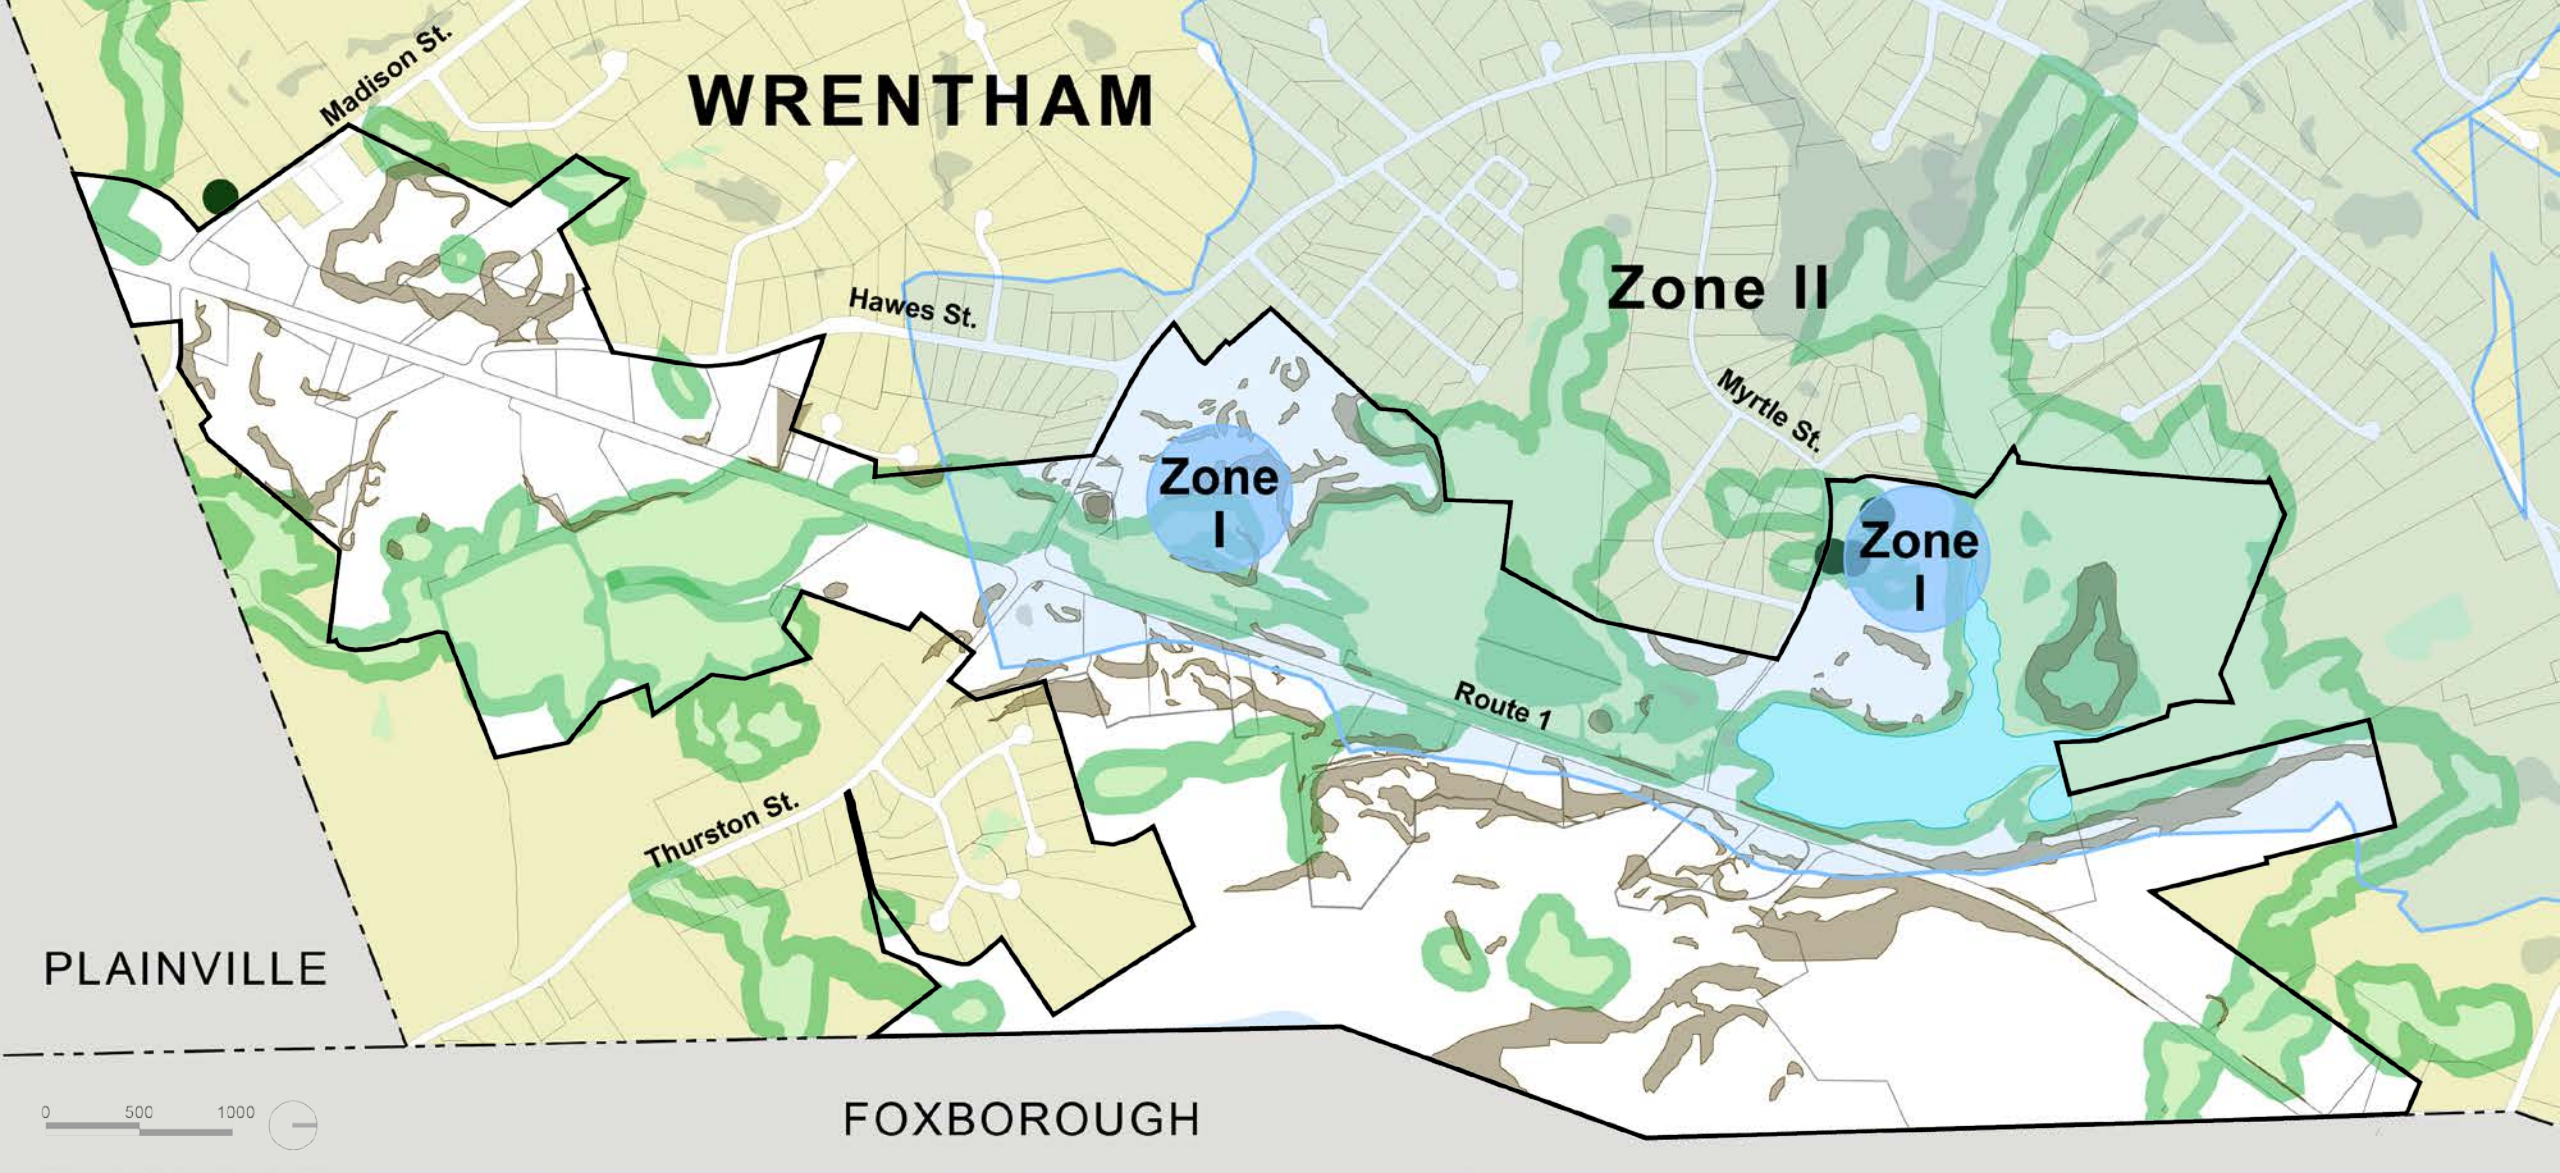 Madison St.
WRENTHAM
Hawes St.
Zone II
Myrtle St.
Zone
I
Zone
I
Route 1
Thurston St.
PLAINVILLE
FOXBOROUGH
0 500 1000